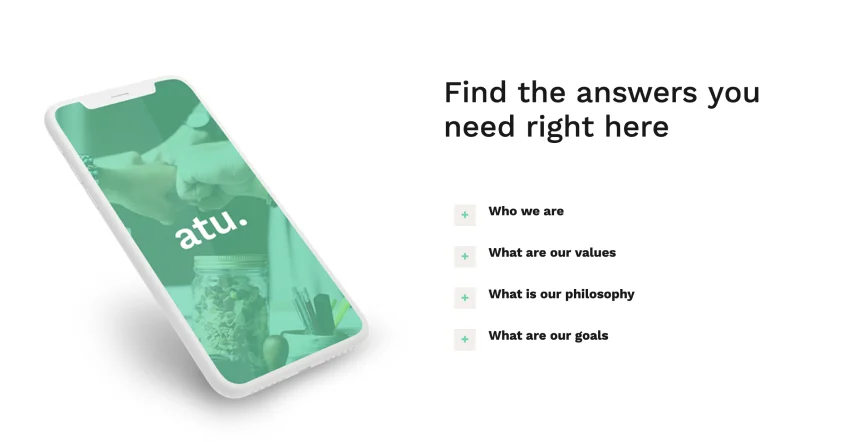 atu.
Find the answers you
need right here
+ Who we are
+ What are our values
+ What is our philosophy
+ What are our goals